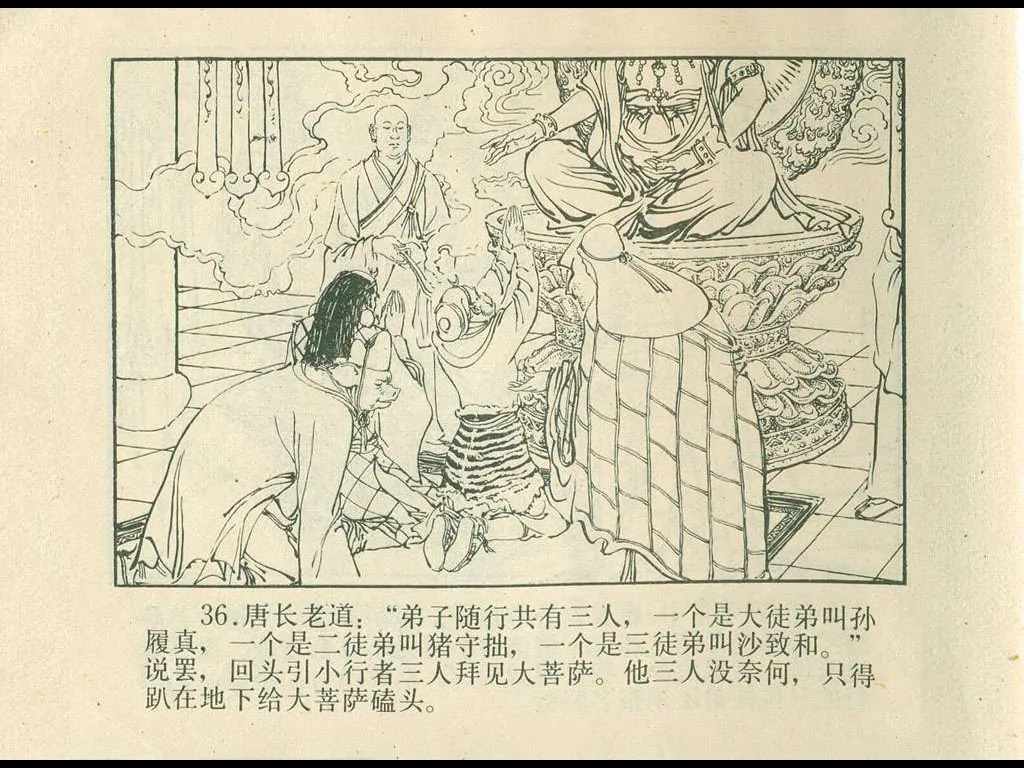 36.唐长老道：“弟子随行共有三人，一个是大徒弟叫孙
履真，一个是二徒弟叫猪守拙，一个是三徒弟叫沙致和。”
说罢，回头引小行者三人拜见大菩萨。他三人没奈何，只得
趴在地下给大菩萨磕头。